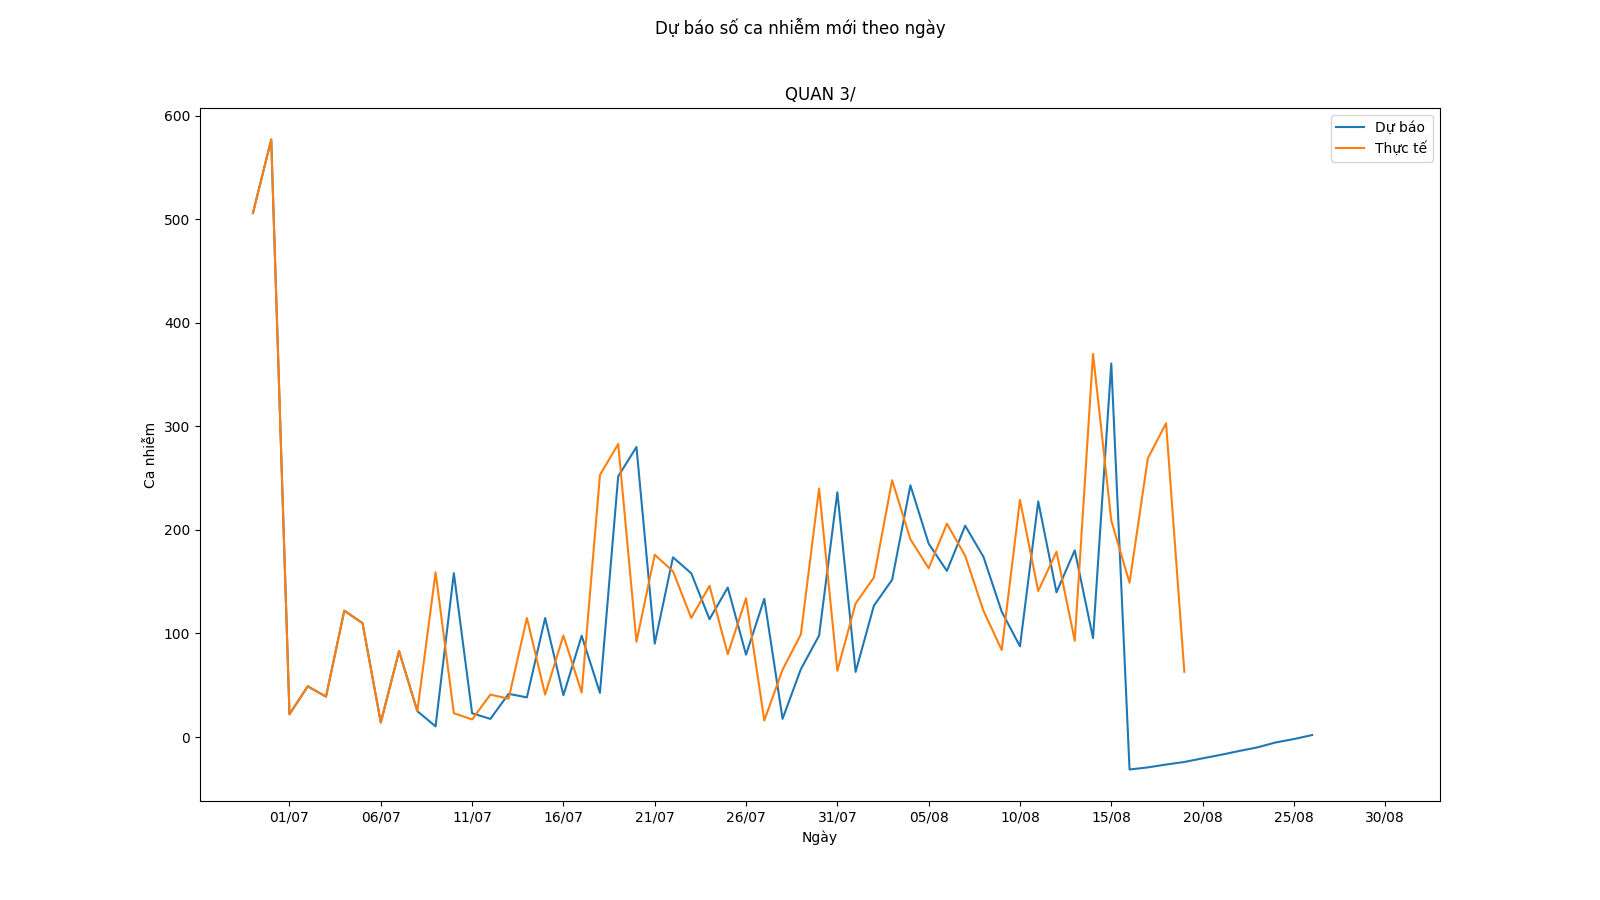 Dự báo số ca nhiễm mới theo ngày
QUAN 3/
Dự báo
Thực tế
600
500
400
300
200
100
0
Ca nhiễm
01/07 06/07 11/07 16/07 21/07 26/07 31/07 05/08 10/08 15/08 20/08 25/08 30/08
Ngày